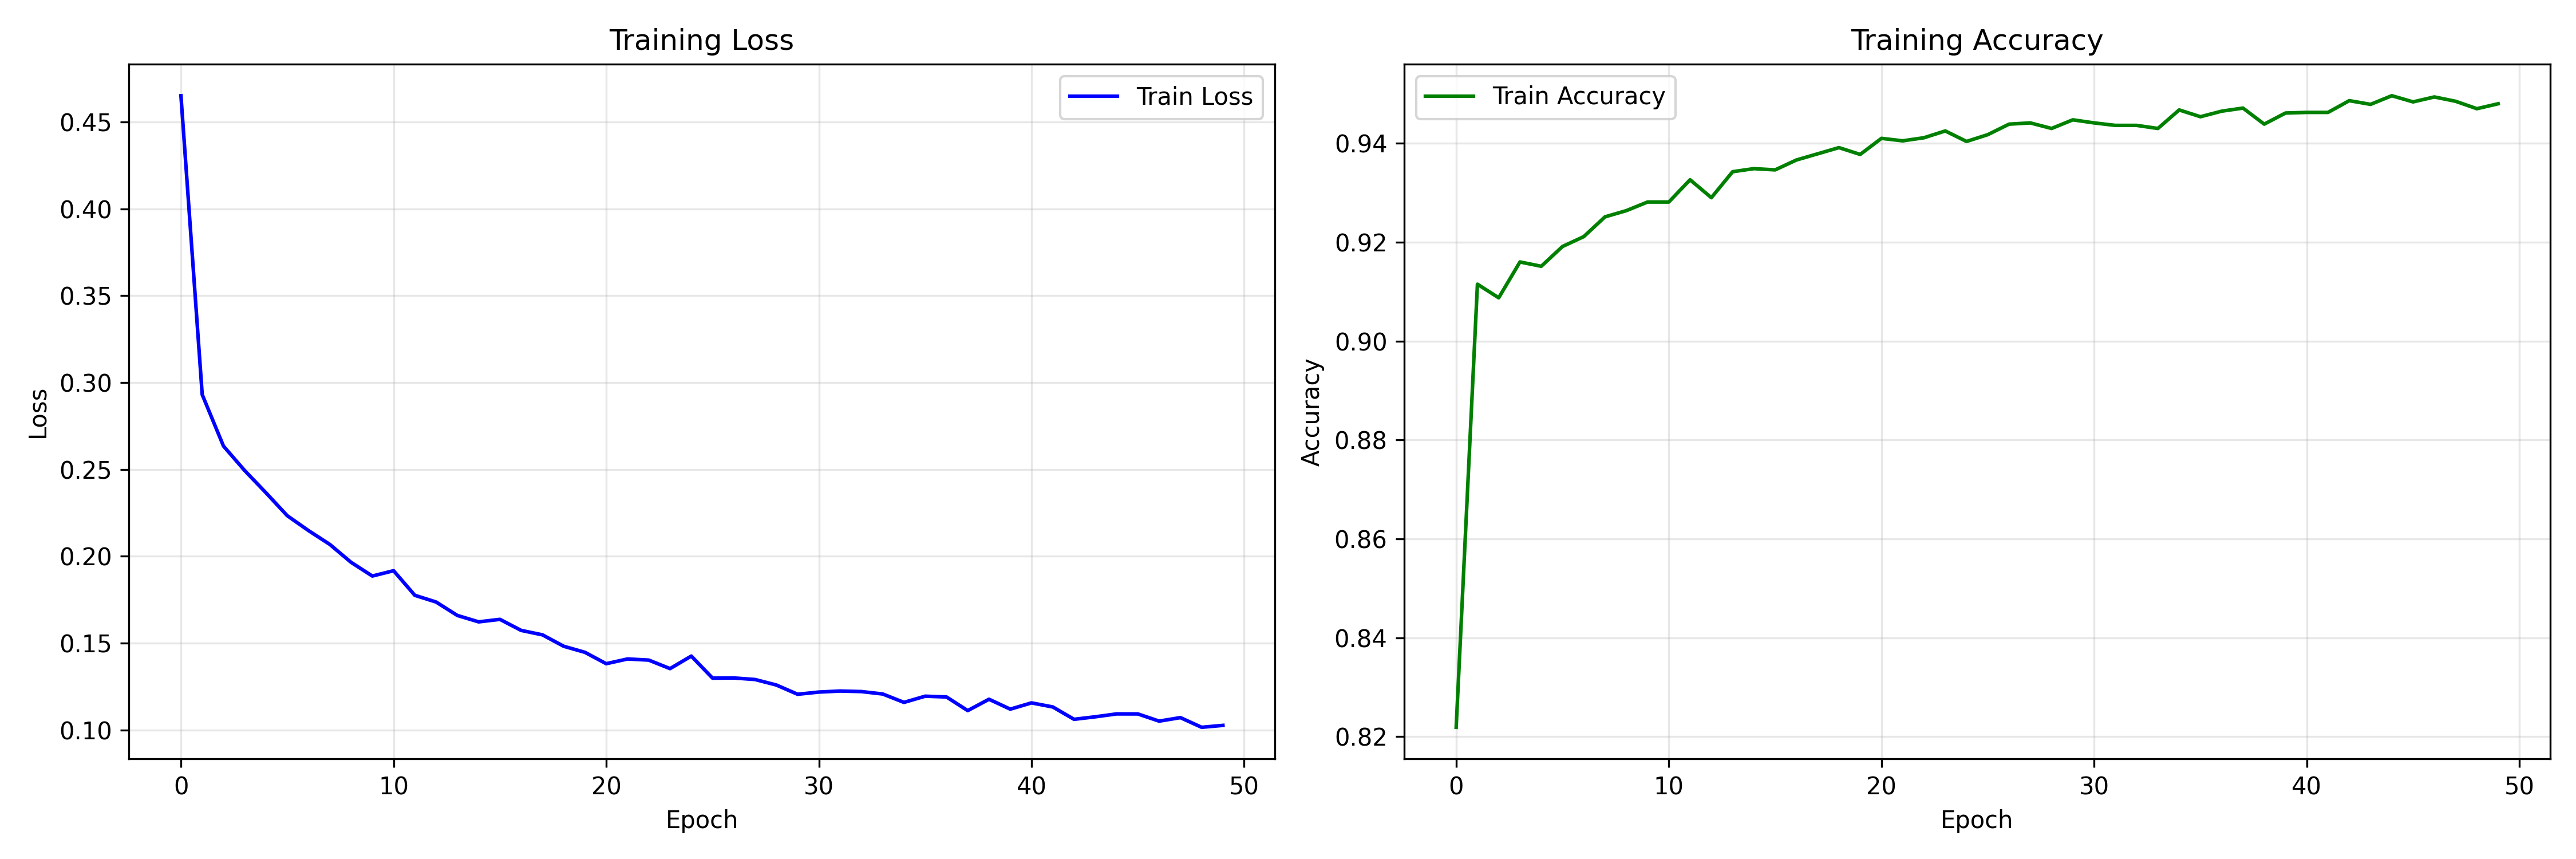 Training Loss
Train Loss
0.45
0.40
0.35
0.30
0.25
0.20
0.15
0.10
Loss
0 10 20 30 40 50
Epoch
Training Accuracy
Train Accuracy
0.94
0.92
0.90
0.88
0.86
0.84
0.82
Accuracy
0 10 20 30 40 50
Epoch